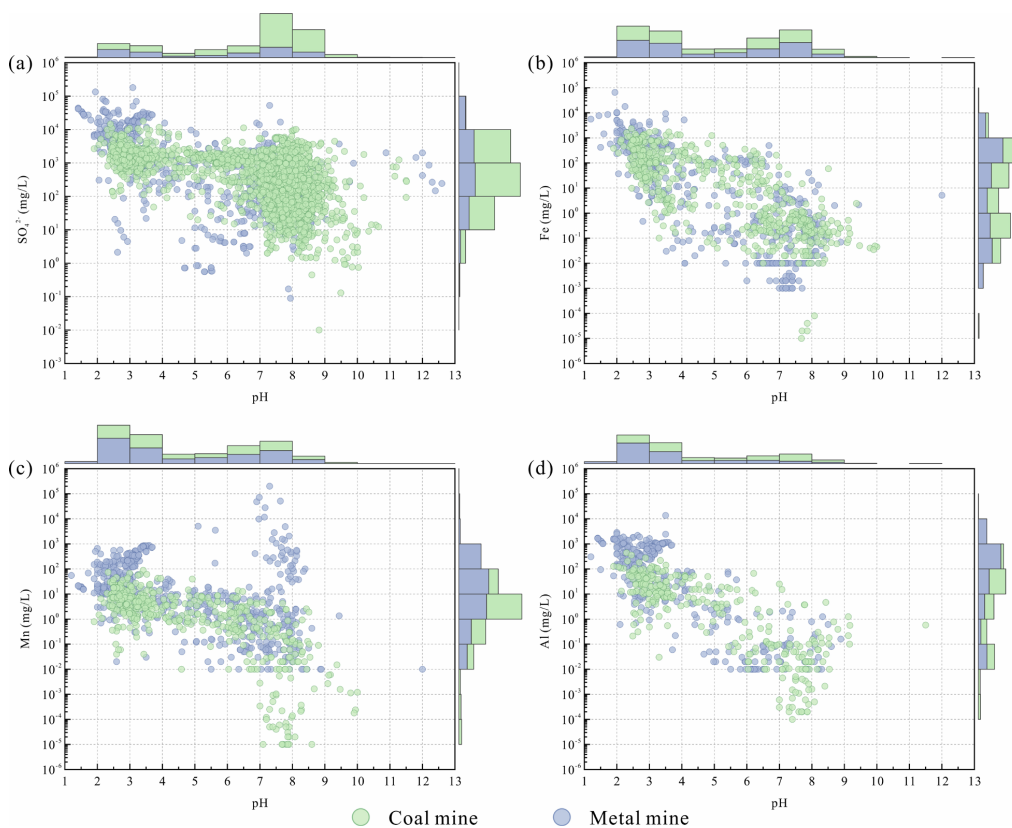 (a)
(b)
10⁶
10⁵
10⁴
10³
10²
10¹
10⁰
10⁻¹
10⁻²
10⁻³
SO₄²⁻ (mg/L)
1 2 3 4 5 6 7 8 9 10 11 12 13
pH
10⁶
10⁵
10⁴
10³
10²
10¹
10⁰
10⁻¹
10⁻²
10⁻³
10⁻⁴
10⁻⁵
10⁻⁶
Fe (mg/L)
1 2 3 4 5 6 7 8 9 10 11 12 13
pH
(c)
(d)
10⁶
10⁵
10⁴
10³
10²
10¹
10⁰
10⁻¹
10⁻²
10⁻³
10⁻⁴
10⁻⁵
10⁻⁶
Mn (mg/L)
1 2 3 4 5 6 7 8 9 10 11 12 13
pH
10⁶
10⁵
10⁴
10³
10²
10¹
10⁰
10⁻¹
10⁻²
10⁻³
10⁻⁴
10⁻⁵
10⁻⁶
Al (mg/L)
1 2 3 4 5 6 7 8 9 10 11 12 13
pH
Coal mine Metal mine